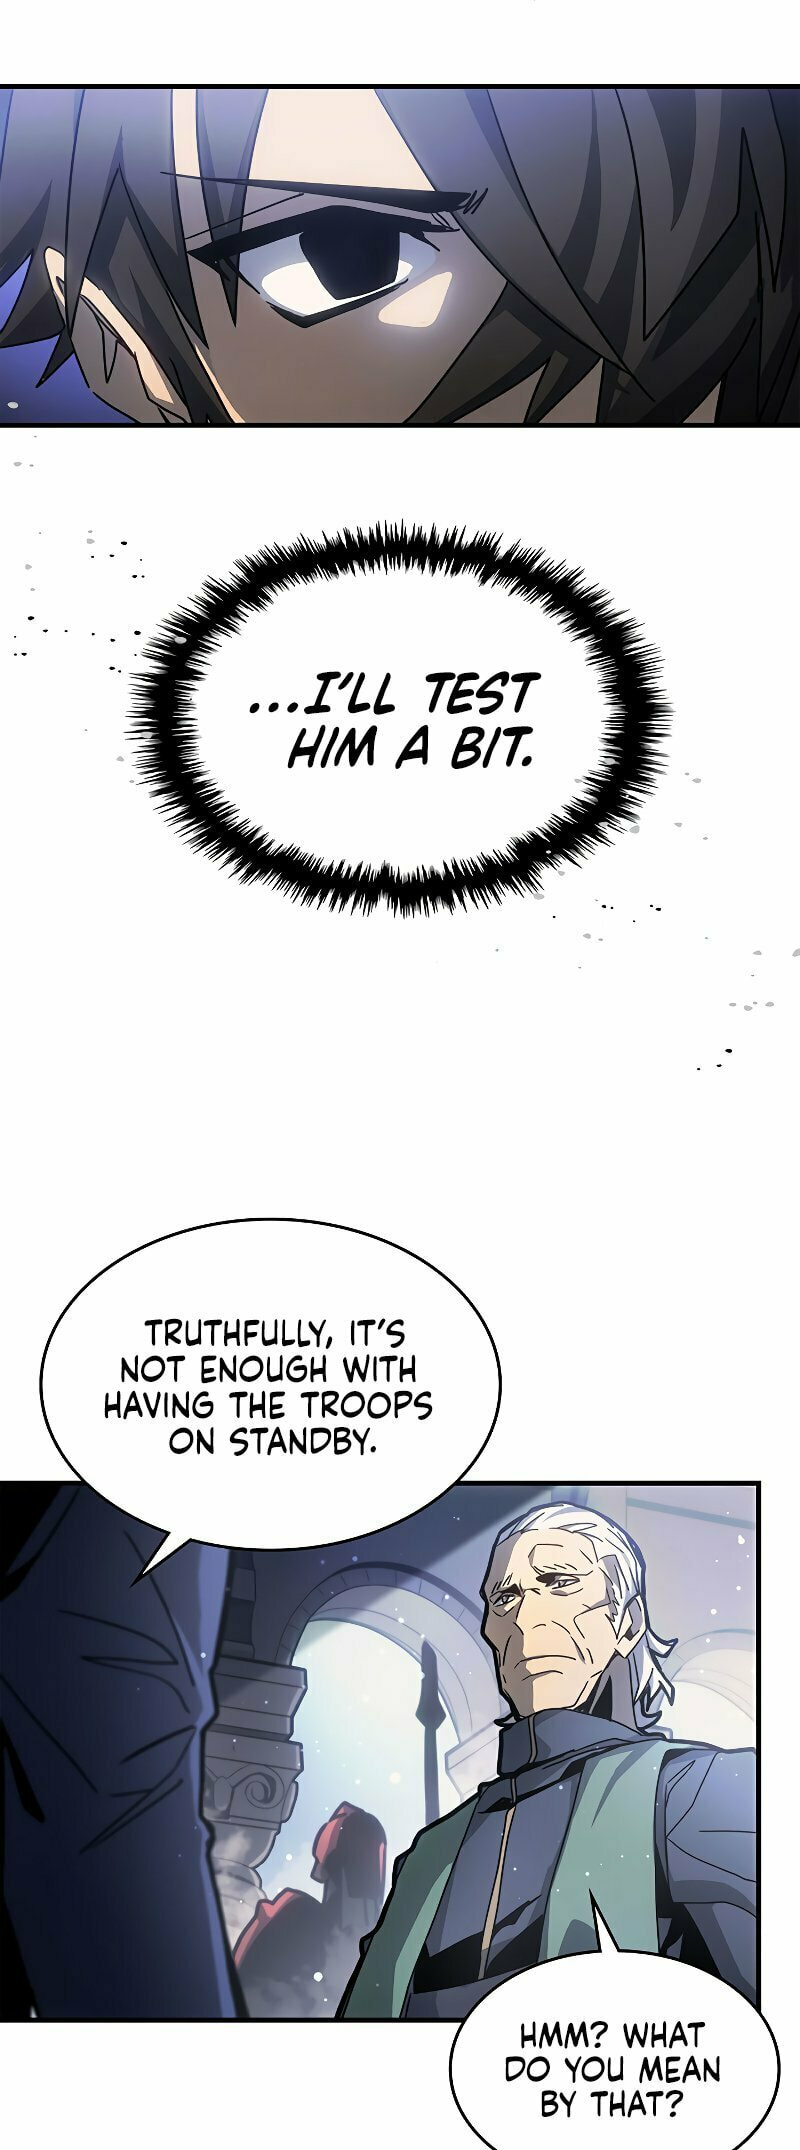 ...I'LL TEST
HIM A BIT.
TRUTHFULLY, IT'S
NOT ENOUGH WITH
HAVING THE TROOPS
ON STANDBY.
HMM? WHAT
DO YOU MEAN
BY THAT?